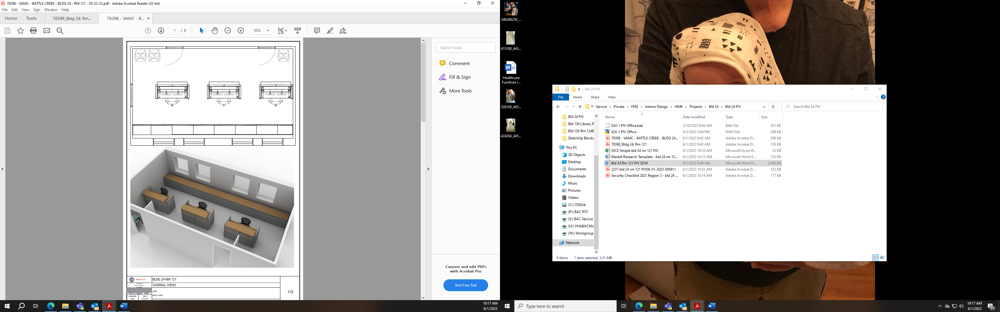 78398 - VAMC - BATTLE CREEK - BLDG 24 - RM 121 - 05-22-23.pdf - Adobe Acrobat Reader (32-bit)
File Edit View Sign Window Help
Home Tools 78398_Bldg 24; Rm... 78398 - VAMC - B...
1 / 3 50%
Search tools
Comment
Fill & Sign
More Tools
Convert and edit PDFs
with Acrobat Pro
Start Free Trial
BLDG 24 RM 121
OVERALL VIEWS
VAMC
BATTLE CREEK
DESIGNER:
DATE:
1/3
10:17 AM
6/1/2023
346288258_...
615100_445...
Healthcare
Furniture I...
526356_445...
424264_445...
Bld 24 PIV
File Home Share View
« Service › Private › FMS › Interior Design › HMK › Projects › Bld 24 › Bld 24 PIV
Search Bld 24 PIV
Bld 24 PIV
Bld 136 Library R
Bld 136 Rm 124B
SketchUp Blocks
This PC
3D Objects
Desktop
Documents
Downloads
Music
Pictures
Videos
(C:) OSDisk
(P:) BAC PST
(S:) BAC Service
(U:) VHABACMin
(W:) Workgroup
Network
Name Date modified Type Size
024-1 PIV Office.bak 3/10/2023 9:44 AM BAK File 301 KB
024-1 PIV Office 4/3/2023 3:04 PM DWG File 349 KB
78398 - VAMC - BATTLE CREEK - BLDG 24... 6/1/2023 9:42 AM Adobe Acrobat D... 396 KB
78398_Bldg 24; Rm 121 6/1/2023 9:42 AM Adobe Acrobat D... 126 KB
IGCE Simple bld 24 rm 121 PIV 6/1/2023 10:10 AM Microsoft Excel W... 23 KB
Market Research Template - bld 24 rm 12... 6/1/2023 10:12 AM Microsoft Word 9... 103 KB
Bld 24 Rm 121 PIV SOW 6/1/2023 9:48 AM Microsoft Word D... 3,400 KB
2237 bld 24 rm 121 PIV06-01-2023-095911 6/1/2023 10:01 AM Adobe Acrobat D... 322 KB
Security Checklist 2021 Region 3 - bld 24 ... 6/1/2023 10:14 AM Adobe Acrobat D... 177 KB
9 items 1 item selected 3.31 MB
Type here to search
10:17 AM
6/1/2023
20